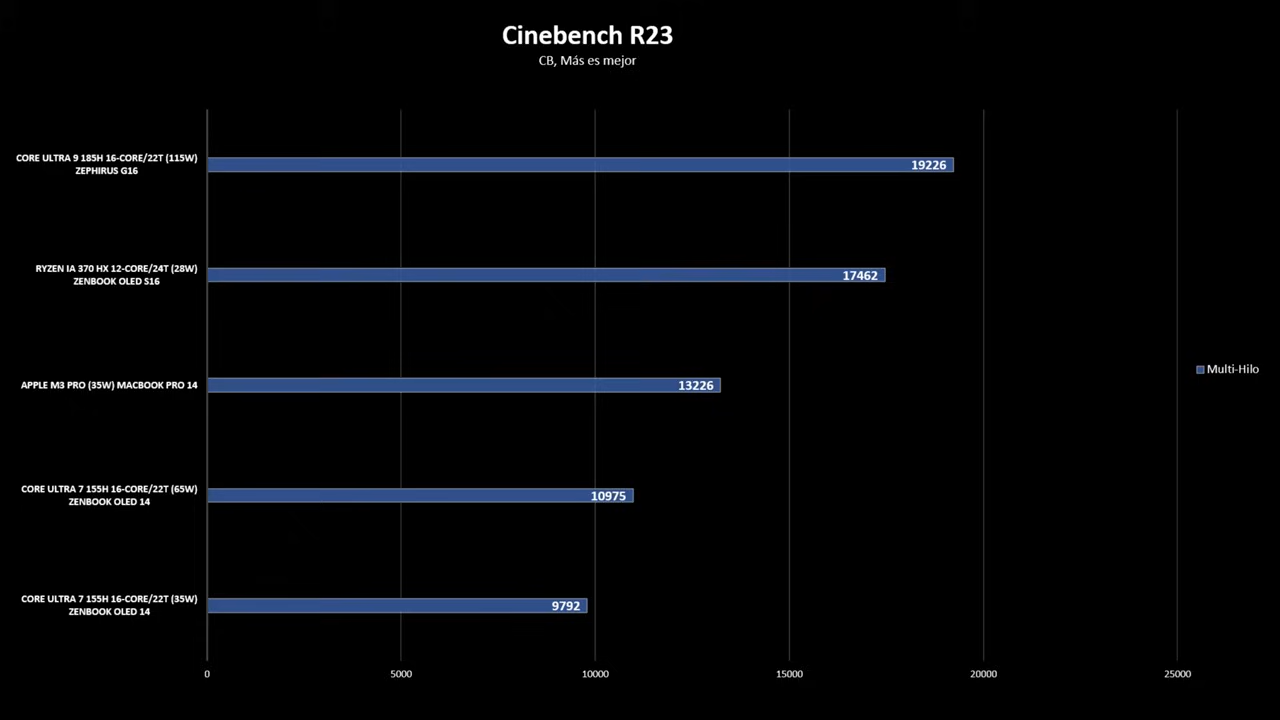 Cinebench R23
CB, Más es mejor
CORE ULTRA 9 185H 16-CORE/22T (115W)
ZEPHIRUS G16
19226
RYZEN IA 370 HX 12-CORE/24T (28W)
ZENBOOK OLED S16
17462
APPLE M3 PRO (35W) MACBOOK PRO 14
13226
CORE ULTRA 7 155H 16-CORE/22T (65W)
ZENBOOK OLED 14
10975
CORE ULTRA 7 155H 16-CORE/22T (35W)
ZENBOOK OLED 14
9792
Multi-Hilo
0 5000 10000 15000 20000 25000